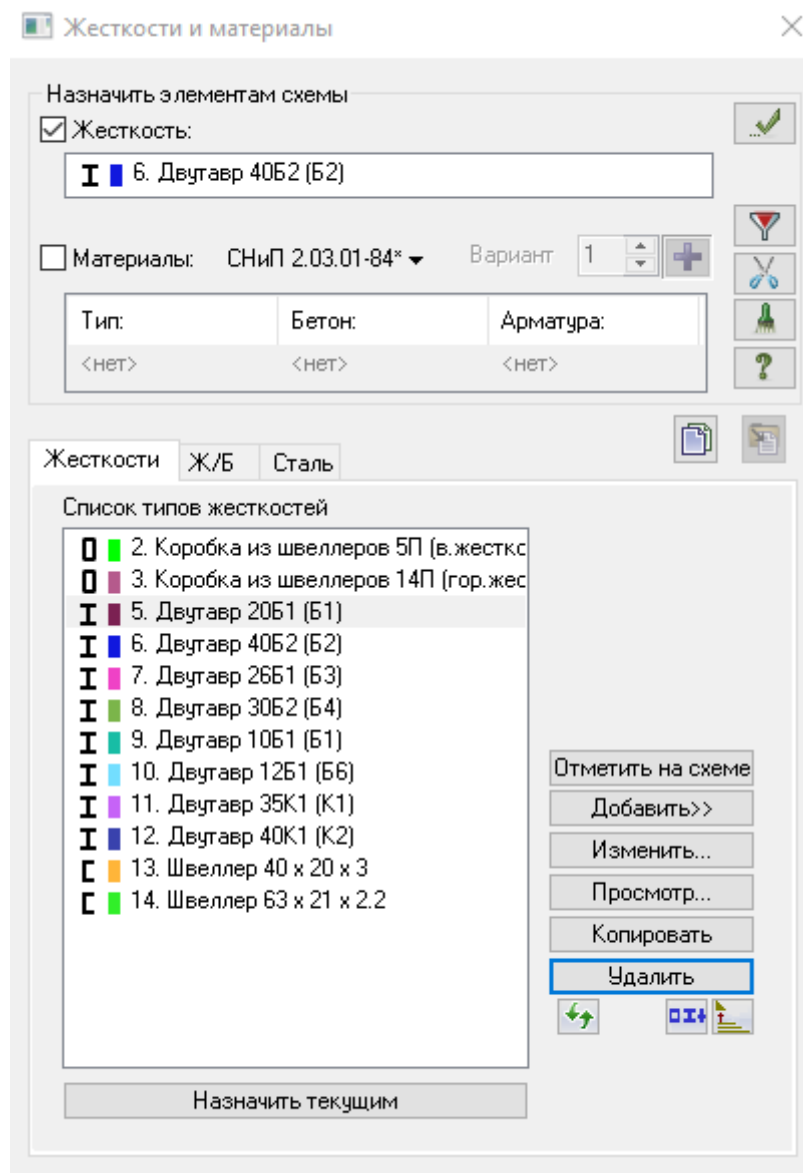 Жесткости и материалы
Назначить элементам схемы
Жесткость:
6. Двутавр 40Б2 (Б2)
Материалы: СНиП 2.03.01-84* Вариант 1
Тип: Бетон: Арматура:
<нет> <нет> <нет>
Жесткости Ж/Б Сталь
Список типов жесткостей
2. Коробка из швеллеров 5П (в.жестко
3. Коробка из швеллеров 14П (гор.жес
5. Двутавр 20Б1 (Б1)
6. Двутавр 40Б2 (Б2)
7. Двутавр 26Б1 (Б3)
8. Двутавр 30Б2 (Б4)
9. Двутавр 10Б1 (Б1)
10. Двутавр 12Б1 (Б6)
11. Двутавр 35К1 (К1)
12. Двутавр 40К1 (К2)
13. Швеллер 40 x 20 x 3
14. Швеллер 63 x 21 x 2.2
Отметить на схеме
Добавить>>
Изменить...
Просмотр...
Копировать
Удалить
Назначить текущим